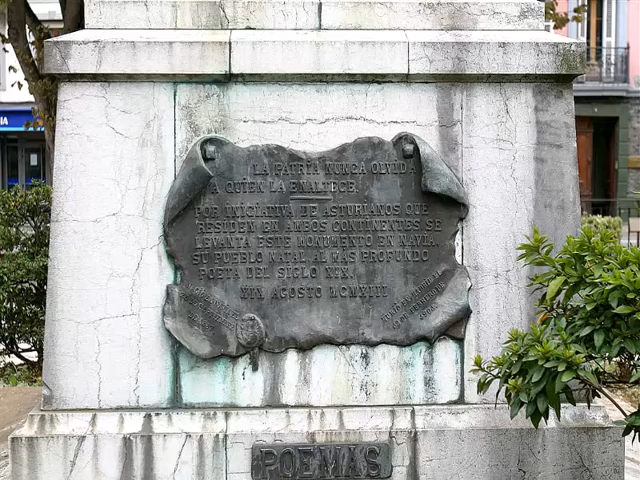 LA PATRIA NUNCA OLVIDA
A QUIEN LA ENALTECE.
POR INICIATIVA DE ASTURIANOS QUE
RESIDEN EN AMBOS CONTINENTES SE
LEVANTA ESTE MONUMENTO EN NAVIA,
SU PUEBLO NATAL, AL MAS PROFUNDO
POETA DEL SIGLO XIX.
XIX AGOSTO MCMXIII
POEMAS